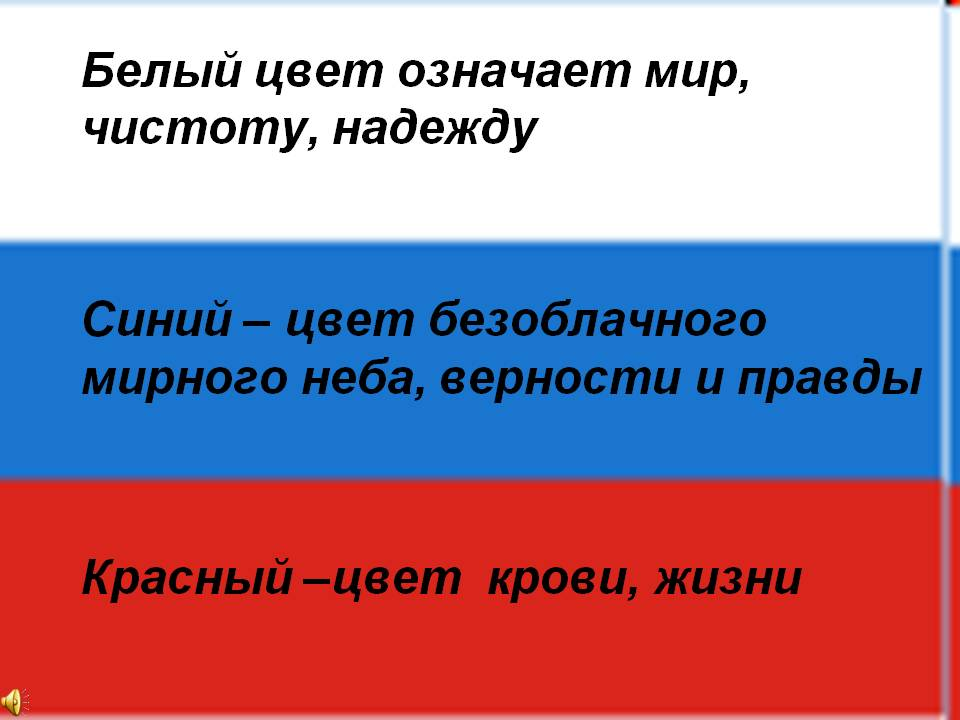 Белый цвет означает мир,
чистоту, надежду
Синий – цвет безоблачного
мирного неба, верности и правды
Красный –цвет  крови, жизни